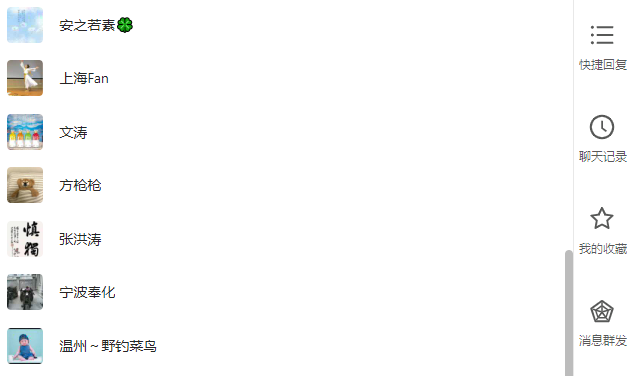 安之若素🍀
上海Fan
文涛
方枪枪
张洪涛
慎獨
宁波奉化
温州～野钓菜鸟
快捷回复
聊天记录
我的收藏
消息群发